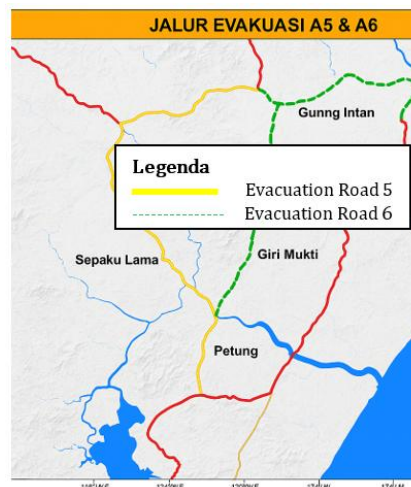 JALUR EVAKUASI A5 & A6
Gunng Intan
Legenda
Evacuation Road 5
Evacuation Road 6
Sepaku Lama
Giri Mukti
Petung